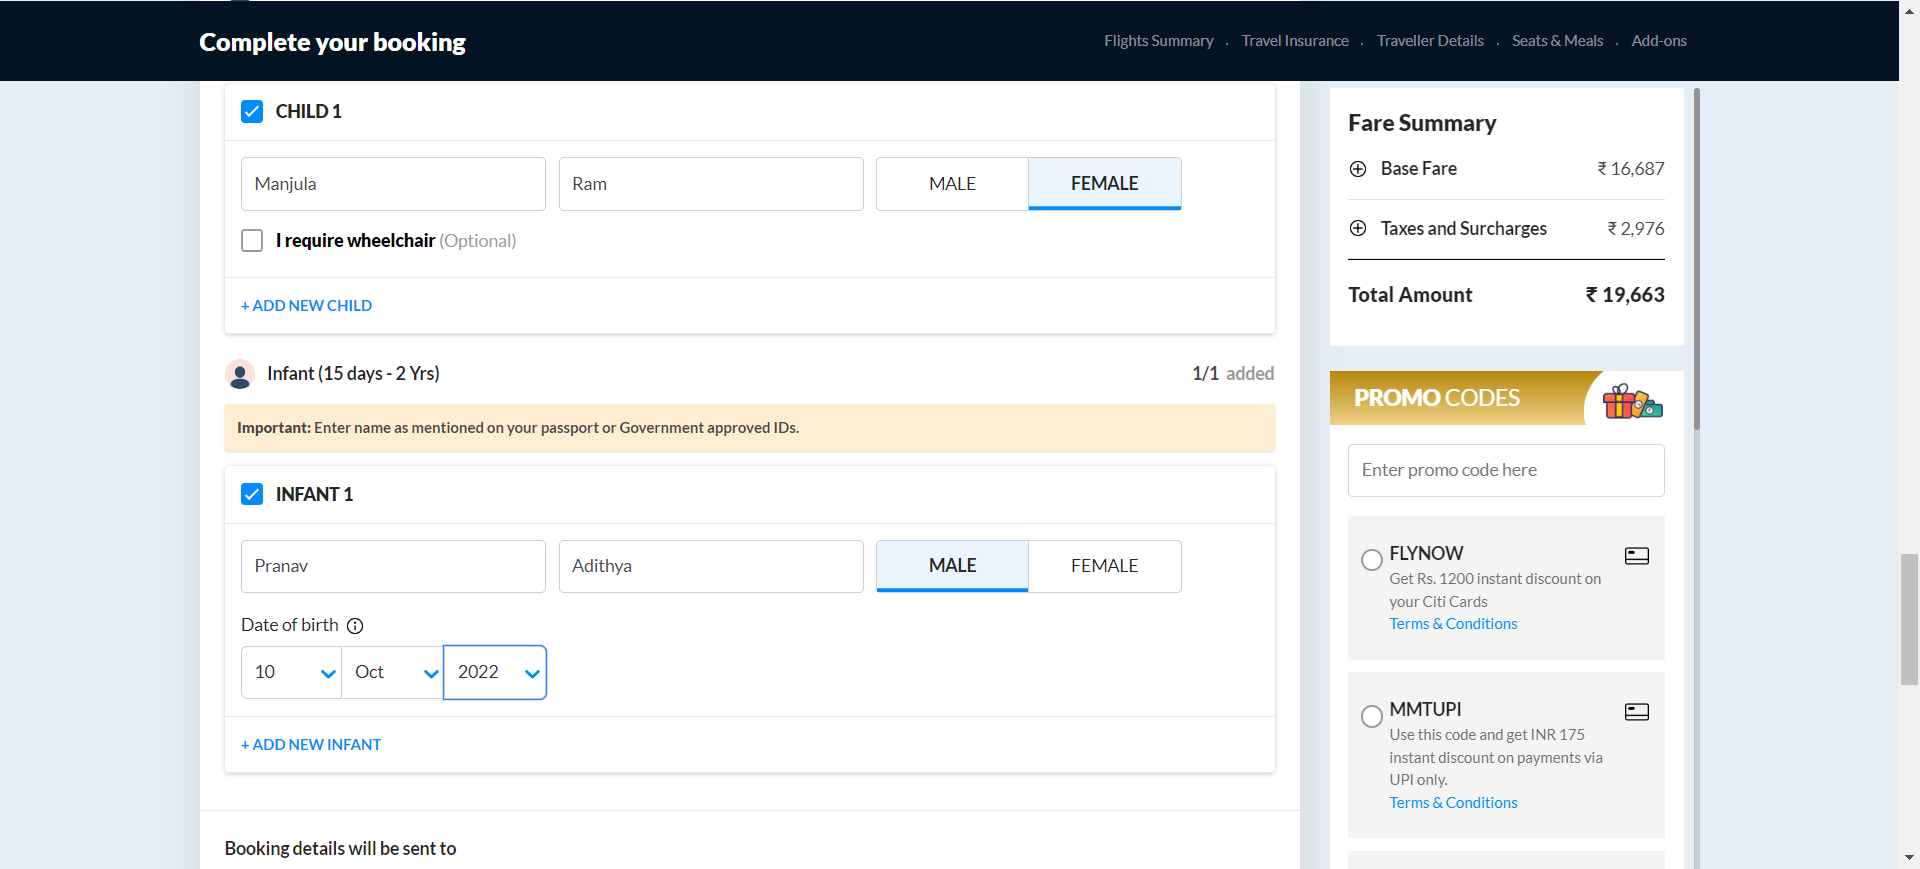 Complete your booking
Flights Summary . Travel Insurance . Traveller Details . Seats & Meals . Add-ons
CHILD 1
Manjula
Ram
MALE
FEMALE
I require wheelchair (Optional)
+ ADD NEW CHILD
Infant (15 days - 2 Yrs)
1/1 added
Important: Enter name as mentioned on your passport or Government approved IDs.
INFANT 1
Pranav
Adithya
MALE
FEMALE
Date of birth
10
Oct
2022
+ ADD NEW INFANT
Booking details will be sent to
Fare Summary
Base Fare
₹ 16,687
Taxes and Surcharges
₹ 2,976
Total Amount
₹ 19,663
PROMO CODES
Enter promo code here
FLYNOW
Get Rs. 1200 instant discount on
your Citi Cards
Terms & Conditions
MMTUPI
Use this code and get INR 175
instant discount on payments via
UPI only.
Terms & Conditions